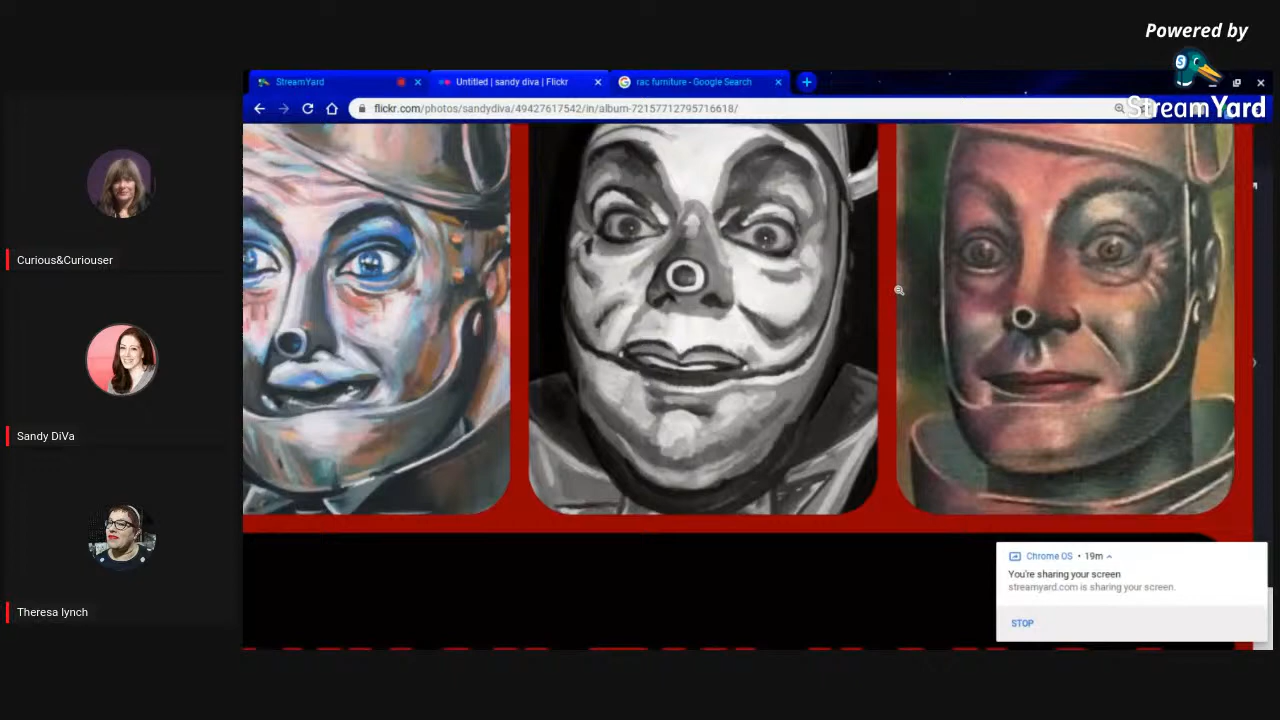 Powered by
StreamYard
StreamYard
Untitled | sandy diva | Flickr
rac furniture - Google Search
flickr.com/photos/sandydiva/49427617542/in/album-72157712795716618/
Curious&Curiouser
Sandy DiVa
Theresa lynch
Chrome OS • 19m
You're sharing your screen
streamyard.com is sharing your screen.
STOP